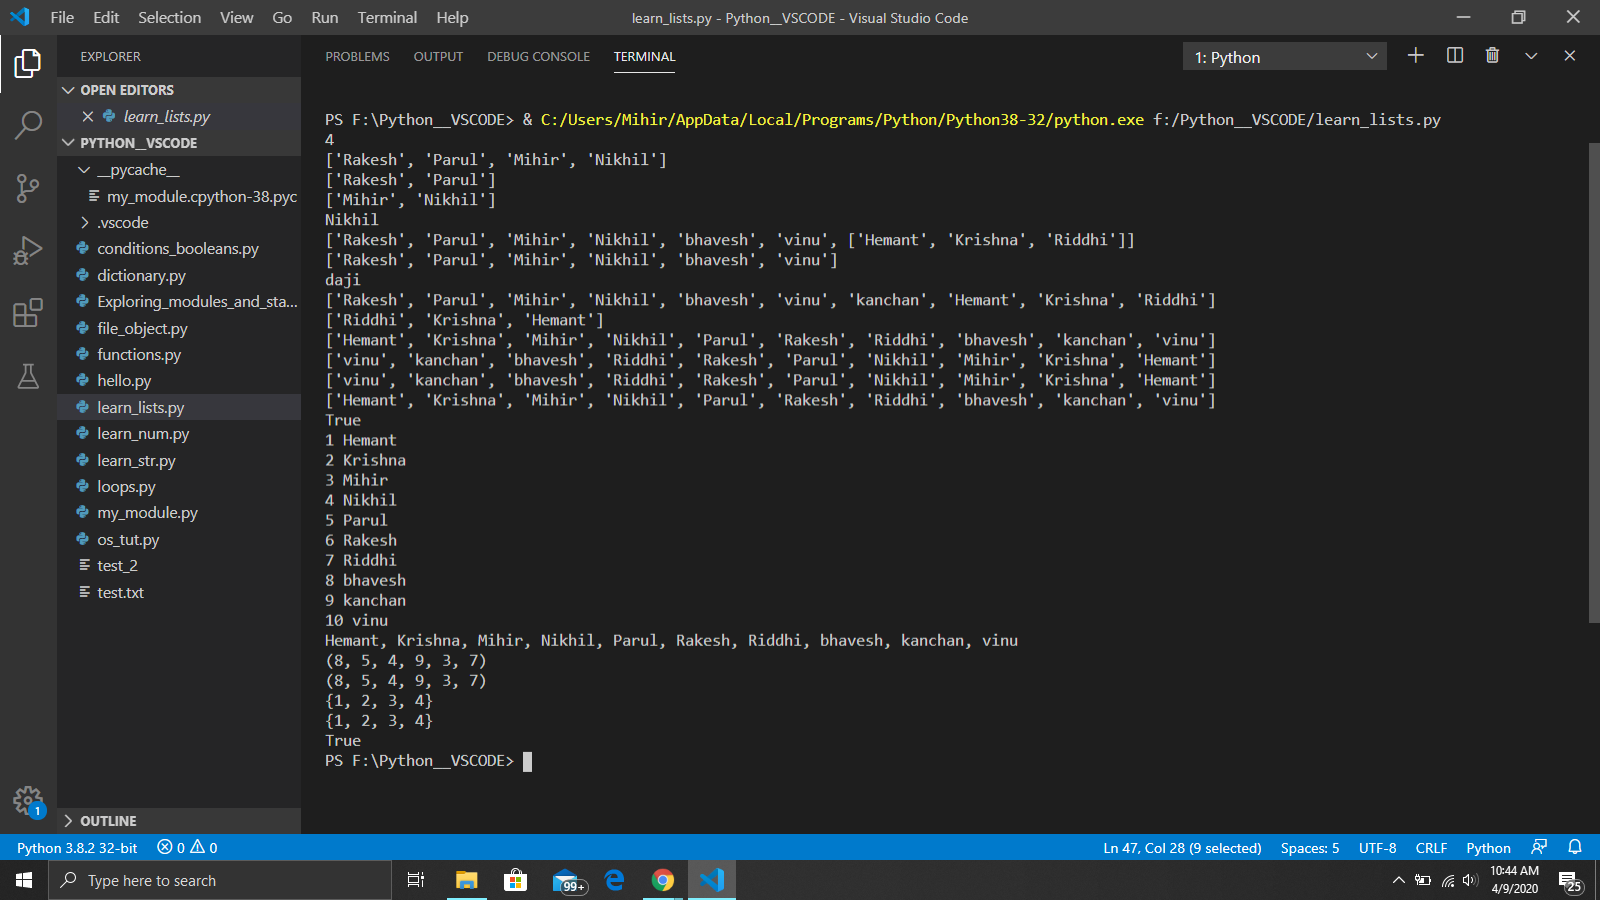 File Edit Selection View Go Run Terminal Help
learn_lists.py - Python__VSCODE - Visual Studio Code
EXPLORER
OPEN EDITORS
learn_lists.py
PYTHON__VSCODE
__pycache__
my_module.cpython-38.pyc
.vscode
conditions_booleans.py
dictionary.py
Exploring_modules_and_sta...
file_object.py
functions.py
hello.py
learn_lists.py
learn_num.py
learn_str.py
loops.py
my_module.py
os_tut.py
test_2
test.txt
OUTLINE
1
PROBLEMS OUTPUT DEBUG CONSOLE TERMINAL
1: Python
PS F:\Python__VSCODE> & C:/Users/Mihir/AppData/Local/Programs/Python/Python38-32/python.exe f:/Python__VSCODE/learn_lists.py
4
['Rakesh', 'Parul', 'Mihir', 'Nikhil']
['Rakesh', 'Parul']
['Mihir', 'Nikhil']
Nikhil
['Rakesh', 'Parul', 'Mihir', 'Nikhil', 'bhavesh', 'vinu', ['Hemant', 'Krishna', 'Riddhi']]
['Rakesh', 'Parul', 'Mihir', 'Nikhil', 'bhavesh', 'vinu']
daji
['Rakesh', 'Parul', 'Mihir', 'Nikhil', 'bhavesh', 'vinu', 'kanchan', 'Hemant', 'Krishna', 'Riddhi']
['Riddhi', 'Krishna', 'Hemant']
['Hemant', 'Krishna', 'Mihir', 'Nikhil', 'Parul', 'Rakesh', 'Riddhi', 'bhavesh', 'kanchan', 'vinu']
['vinu', 'kanchan', 'bhavesh', 'Riddhi', 'Rakesh', 'Parul', 'Nikhil', 'Mihir', 'Krishna', 'Hemant']
['vinu', 'kanchan', 'bhavesh', 'Riddhi', 'Rakesh', 'Parul', 'Nikhil', 'Mihir', 'Krishna', 'Hemant']
['Hemant', 'Krishna', 'Mihir', 'Nikhil', 'Parul', 'Rakesh', 'Riddhi', 'bhavesh', 'kanchan', 'vinu']
True
1 Hemant
2 Krishna
3 Mihir
4 Nikhil
5 Parul
6 Rakesh
7 Riddhi
8 bhavesh
9 kanchan
10 vinu
Hemant, Krishna, Mihir, Nikhil, Parul, Rakesh, Riddhi, bhavesh, kanchan, vinu
(8, 5, 4, 9, 3, 7)
(8, 5, 4, 9, 3, 7)
{1, 2, 3, 4}
{1, 2, 3, 4}
True
PS F:\Python__VSCODE>
Python 3.8.2 32-bit 0 0
Ln 47, Col 28 (9 selected) Spaces: 5 UTF-8 CRLF Python
Type here to search
99+
10:44 AM
4/9/2020
25